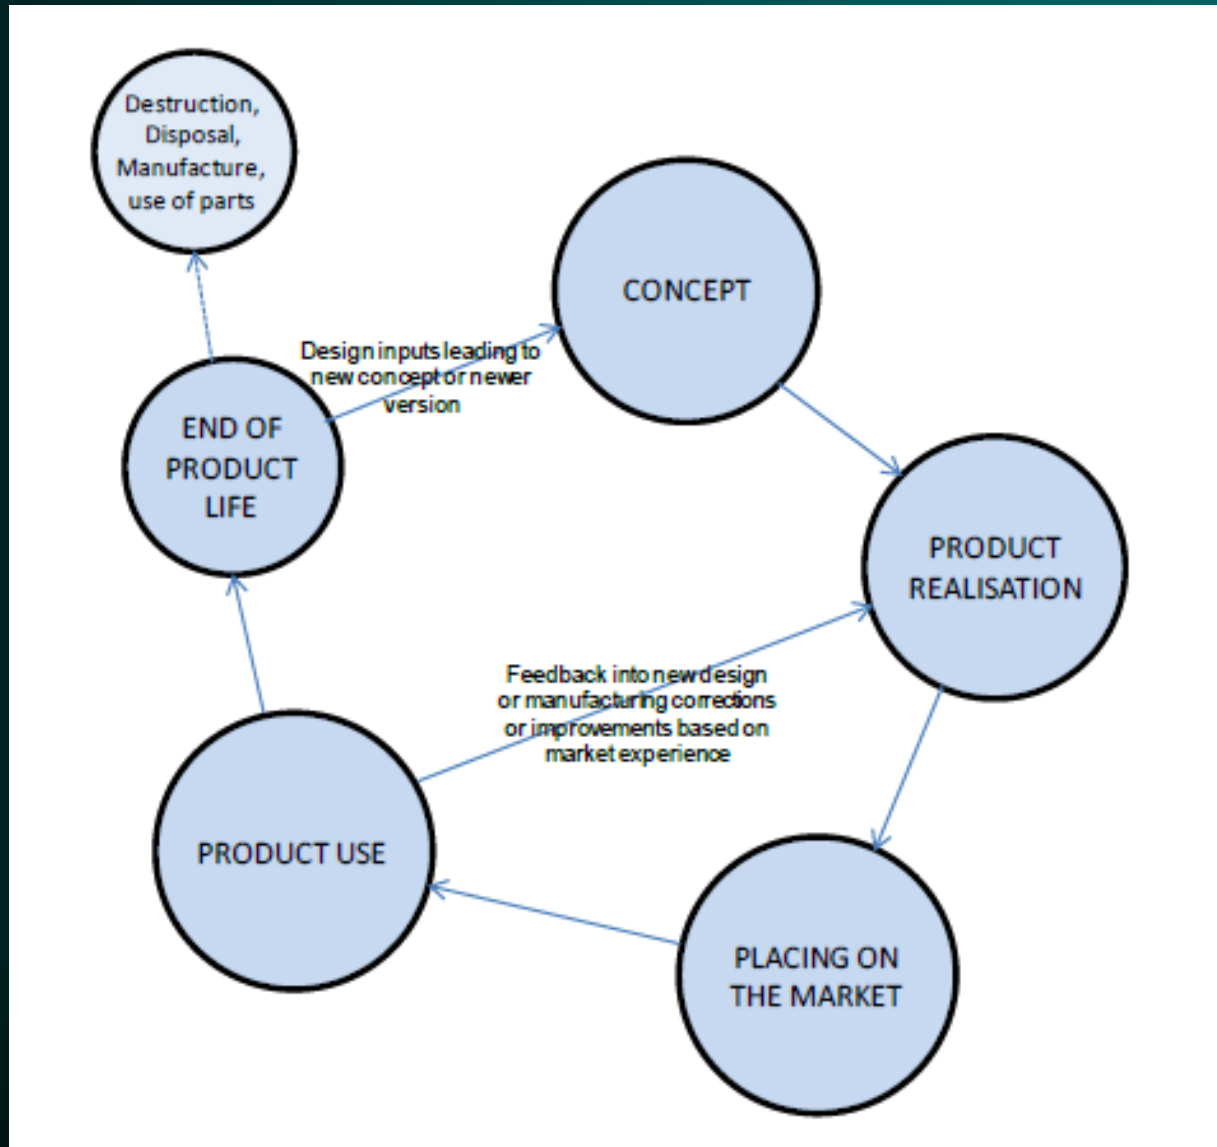 Destruction,
Disposal,
Manufacture,
use of parts
CONCEPT
Design inputs leading to
new concept or newer
version
END OF
PRODUCT
LIFE
PRODUCT
REALISATION
Feedback into new design
or manufacturing corrections
or improvements based on
market experience
PRODUCT USE
PLACING ON
THE MARKET